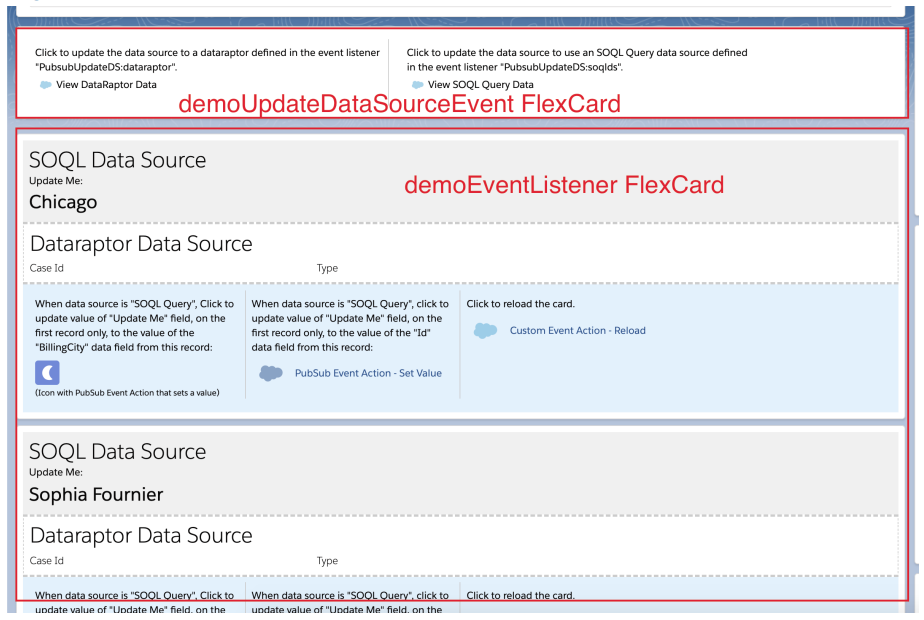 Click to update the data source to a dataraptor defined in the event listener
"PubsubUpdateDS:dataraptor".
View DataRaptor Data
Click to update the data source to use an SOQL Query data source defined
in the event listener "PubsubUpdateDS:soqlds".
View SOQL Query Data
demoUpdateDataSourceEvent FlexCard
SOQL Data Source
Update Me:
Chicago
demoEventListener FlexCard
Dataraptor Data Source
Case Id
Type
When data source is "SOQL Query", Click to
update value of "Update Me" field, on the
first record only, to the value of the
"BillingCity" data field from this record:
(Icon with PubSub Event Action that sets a value)
When data source is "SOQL Query", click to
update value of "Update Me" field, on the
first record only, to the value of the "Id"
data field from this record:
PubSub Event Action - Set Value
Click to reload the card.
Custom Event Action - Reload
SOQL Data Source
Update Me:
Sophia Fournier
Dataraptor Data Source
Case Id
Type
When data source is "SOQL Query", Click to
update value of "Update Me" field, on the
When data source is "SOQL Query", click to
update value of "Update Me" field, on the
Click to reload the card.